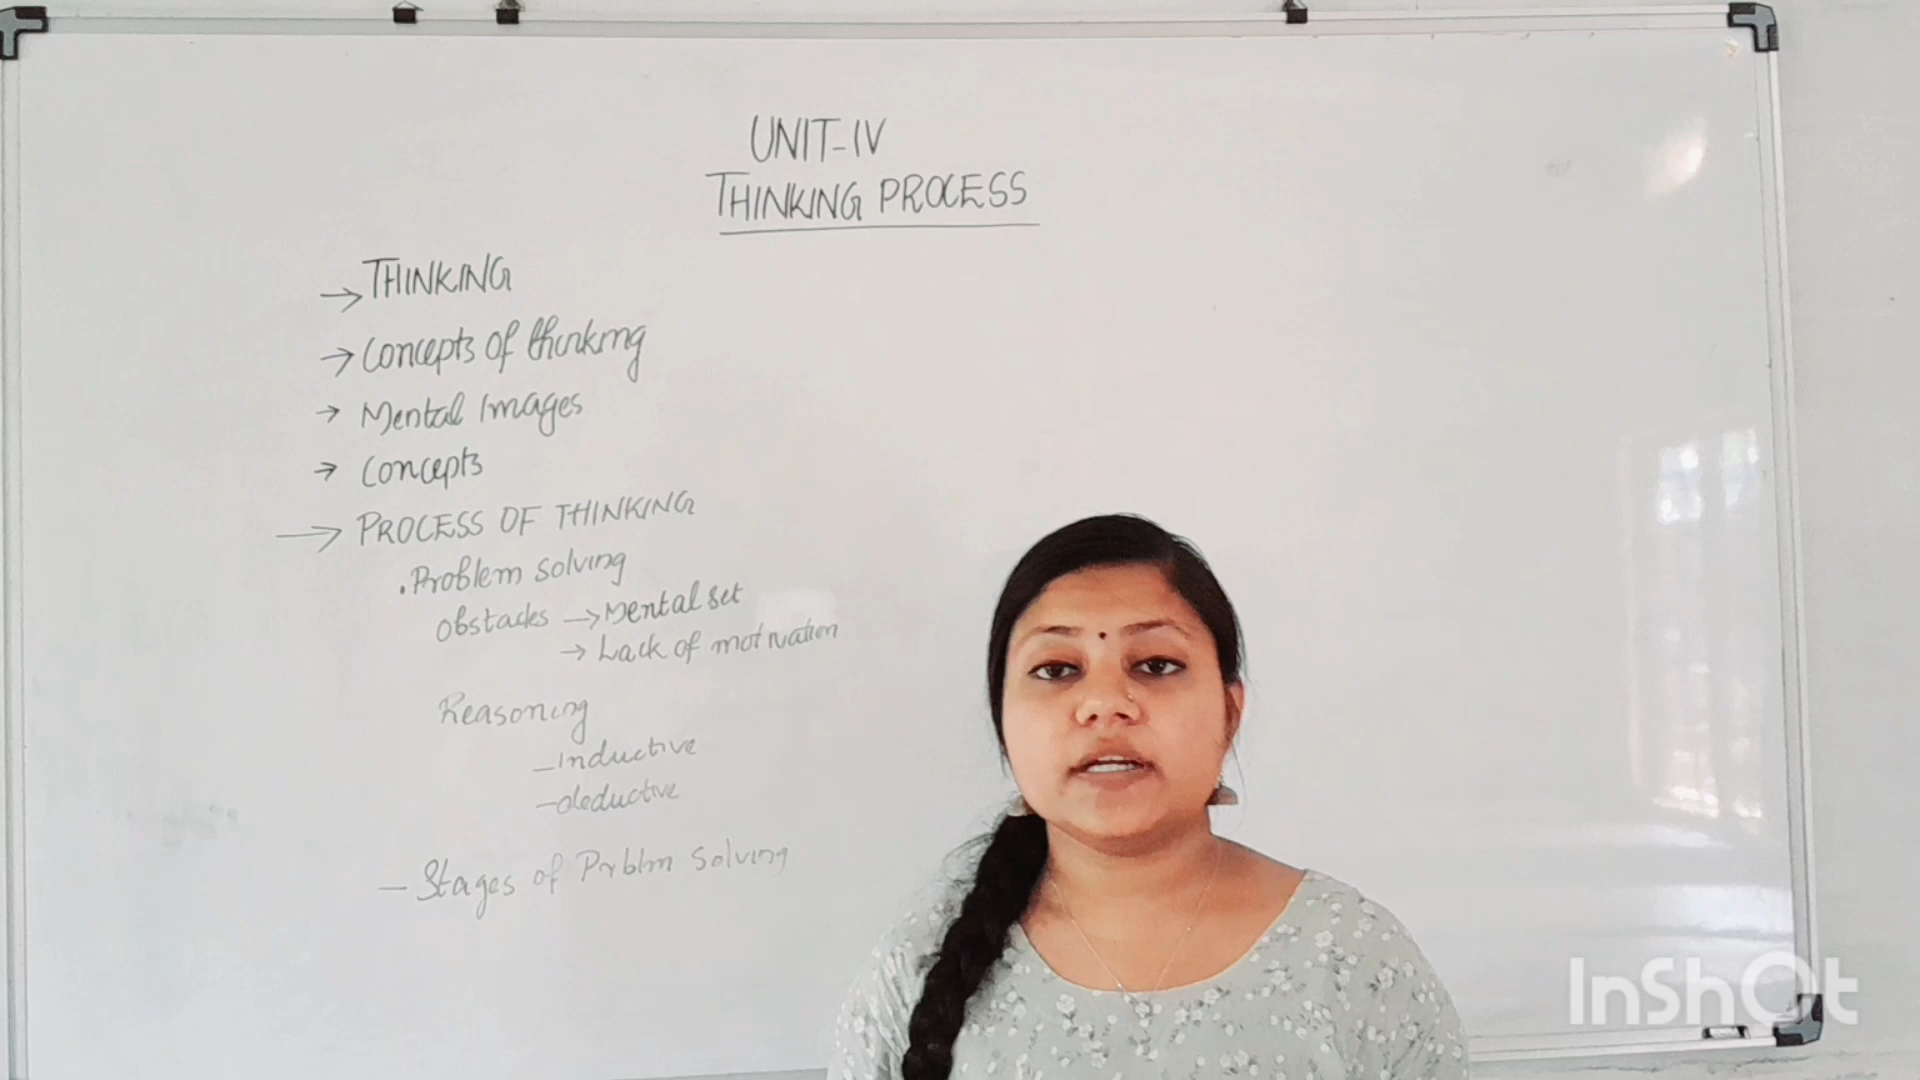 UNIT-IV
THINKING PROCESS
→ THINKING
→ Concepts of thinking
→ Mental Images
→ Concepts
→ PROCESS OF THINKING
. Problem solving
Obstacles → Mental set
→ Lack of motivation
Reasoning
- Inductive
- deductive
- Stages of Prblm solving
InShOt